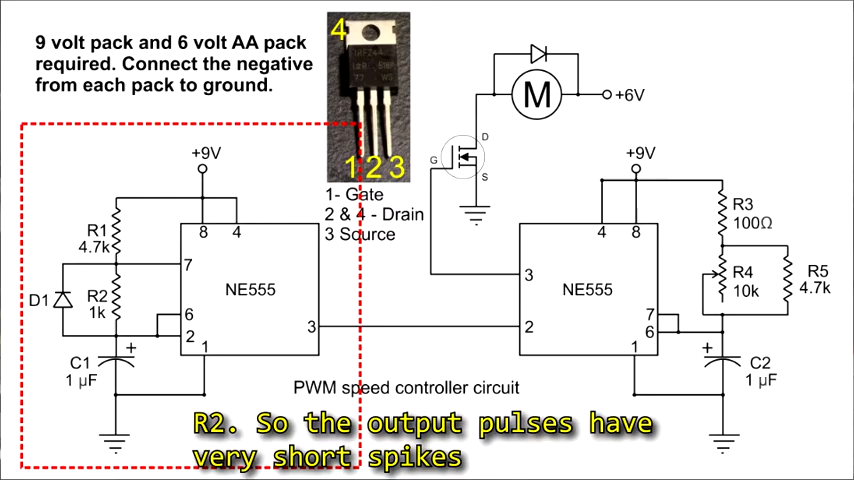 9 volt pack and 6 volt AA pack
required. Connect the negative
from each pack to ground.
4
1 2 3
1- Gate
2 & 4 - Drain
3 Source
M
+6V
D
G
S
+9V
R1
4.7k
8 4
7
D1
R2
1k
NE555
6
2
3
1
C1
+
1 µF
+9V
4 8
R3
100Ω
R4
10k
R5
4.7k
3
NE555
7
6
2
1
+
C2
1 µF
PWM speed controller circuit
R2. So the output pulses have
very short spikes